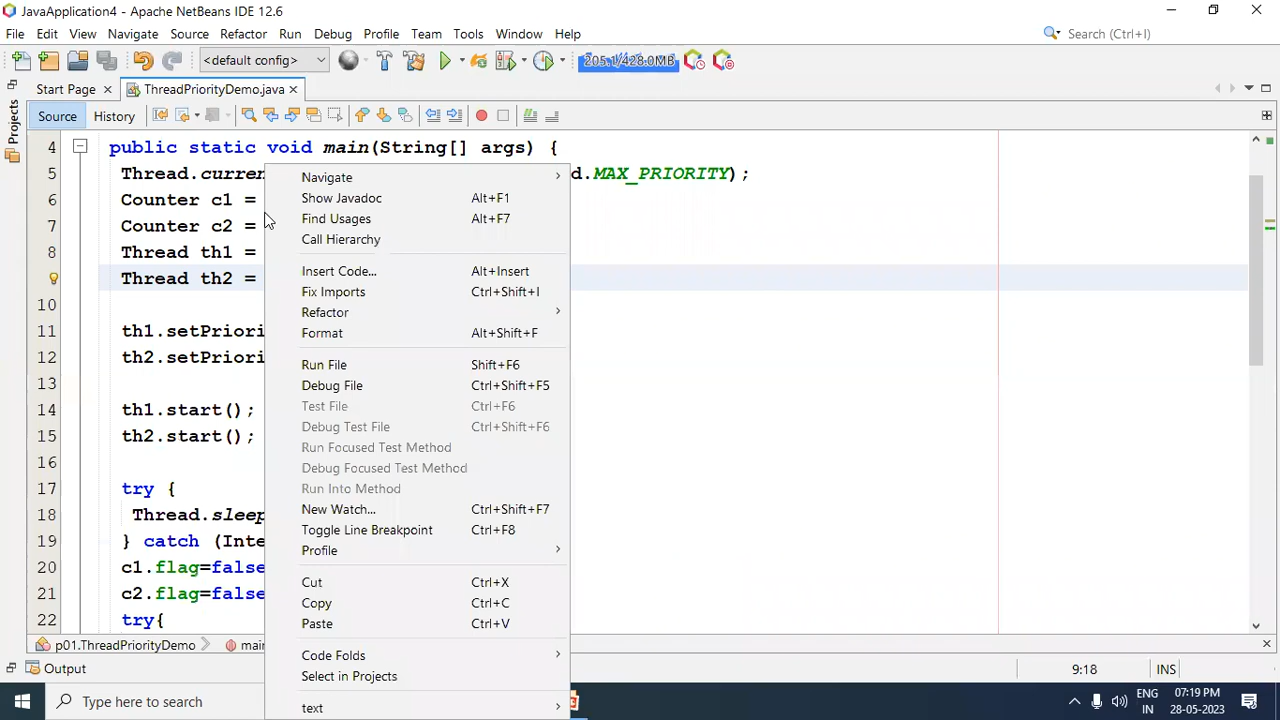 JavaApplication4 - Apache NetBeans IDE 12.6
File Edit View Navigate Source Refactor Run Debug Profile Team Tools Window Help
Search (Ctrl+I)
<default config>
205.1/428.0MB
Start Page
ThreadPriorityDemo.java
Projects
Source
History
4 public static void main(String[] args) {
5 Thread.curren d.MAX_PRIORITY);
6 Counter c1 =
7 Counter c2 =
8 Thread th1 =
Thread th2 =
10
11 th1.setPriori
12 th2.setPriori
13
14 th1.start();
15 th2.start();
16
17 try {
18 Thread.sleep
19 } catch (Inte
20 c1.flag=false
21 c2.flag=false
22 try{
Navigate
Show Javadoc Alt+F1
Find Usages Alt+F7
Call Hierarchy
Insert Code... Alt+Insert
Fix Imports Ctrl+Shift+I
Refactor
Format Alt+Shift+F
Run File Shift+F6
Debug File Ctrl+Shift+F5
Test File Ctrl+F6
Debug Test File Ctrl+Shift+F6
Run Focused Test Method
Debug Focused Test Method
Run Into Method
New Watch... Ctrl+Shift+F7
Toggle Line Breakpoint Ctrl+F8
Profile
Cut Ctrl+X
Copy Ctrl+C
Paste Ctrl+V
Code Folds
Select in Projects
text
p01.ThreadPriorityDemo
main
Output
9:18
INS
Type here to search
ENG
IN
07:19 PM
28-05-2023